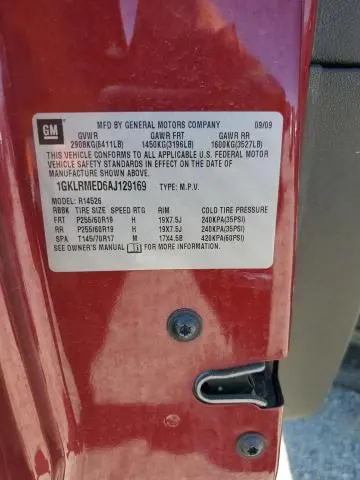 GM
MFD BY GENERAL MOTORS COMPANY 09/09
GVWR GAWR FRT GAWR RR
2908KG(6411LB) 1450KG(3196LB) 1600KG(3527LB)
THIS VEHICLE CONFORMS TO ALL APPLICABLE U.S. FEDERAL MOTOR
VEHICLE SAFETY STANDARDS IN EFFECT ON THE DATE OF
MANUFACTURE SHOWN ABOVE.
1GKLRMED6AJ129169 TYPE: M.P.V.
MODEL: R14526
RBBK TIRE SIZE SPEED RTG RIM COLD TIRE PRESSURE
FRT P255/60R19 H 19X7.5J 240KPA(35PSI)
RR P255/60R19 H 19X7.5J 240KPA(35PSI)
SPA T145/70R17 M 17X4.5B 420KPA(60PSI)
SEE OWNER'S MANUAL FOR MORE INFORMATION.